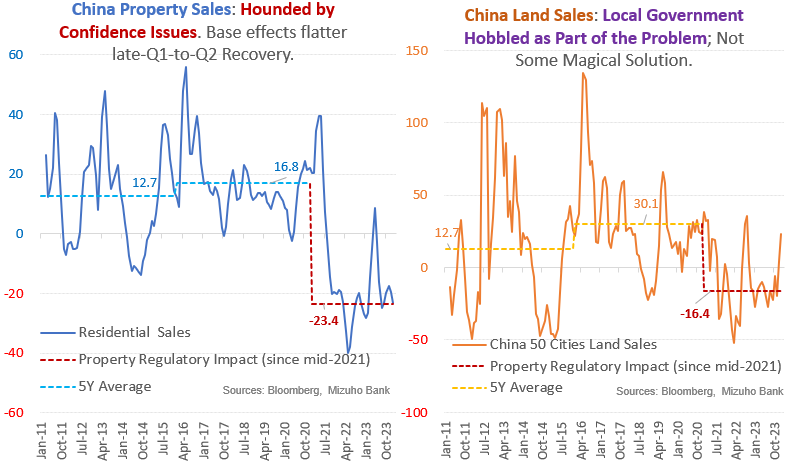 China Property Sales: Hounded by
Confidence Issues. Base effects flatter
late-Q1-to-Q2 Recovery.
60
40
20
0
-20
-40
-60
12.7
16.8
-23.4
Residential Sales
Property Regulatory Impact (since mid-2021)
5Y Average
Sources: Bloomberg, Mizuho Bank
Jan-11
Oct-11
Jul-12
Apr-13
Jan-14
Oct-14
Jul-15
Apr-16
Jan-17
Oct-17
Jul-18
Apr-19
Jan-20
Oct-20
Jul-21
Apr-22
Jan-23
Oct-23
China Land Sales: Local Government
Hobbled as Part of the Problem; Not
Some Magical Solution.
150
100
50
0
-50
-100
12.7
30.1
-16.4
China 50 Cities Land Sales
Property Regulatory Impact (since mid-2021)
5Y Average
Sources: Bloomberg, Mizuho Bank
Jan-11
Oct-11
Jul-12
Apr-13
Jan-14
Oct-14
Jul-15
Apr-16
Jan-17
Oct-17
Jul-18
Apr-19
Jan-20
Oct-20
Jul-21
Apr-22
Jan-23
Oct-23